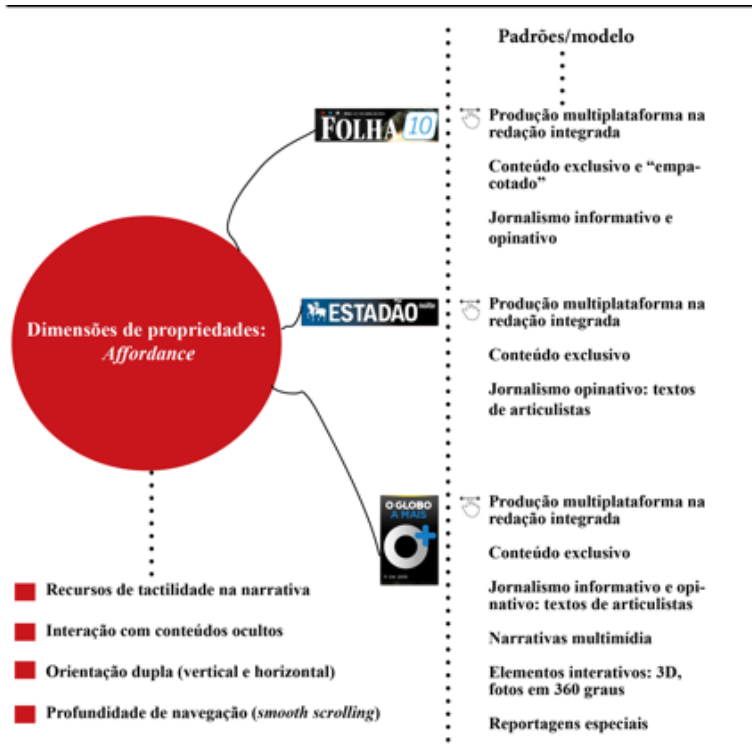 Padrões/modelo
FOLHA 10
Produção multiplataforma na
redação integrada
Conteúdo exclusivo e “empa-
cotado”
Jornalismo informativo e
opinativo
Dimensões de propriedades:
Affordance
ESTADÃO noite
Produção multiplataforma na
redação integrada
Conteúdo exclusivo
Jornalismo opinativo: textos
de articulistas
O GLOBO
A MAIS
Produção multiplataforma na
redação integrada
Conteúdo exclusivo
Jornalismo informativo e opi-
nativo: textos de articulistas
Narrativas multimídia
Elementos interativos: 3D,
fotos em 360 graus
Reportagens especiais
Recursos de tactilidade na narrativa
Interação com conteúdos ocultos
Orientação dupla (vertical e horizontal)
Profundidade de navegação (smooth scrolling)